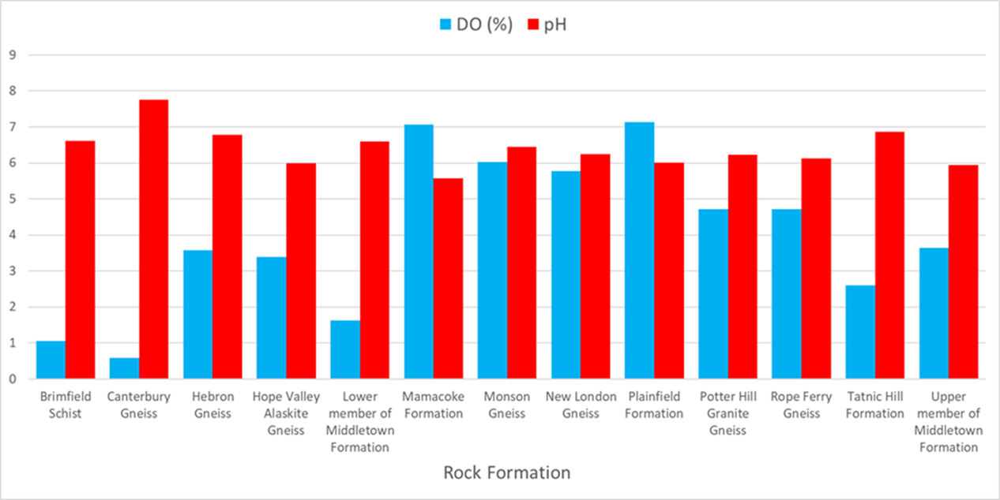 DO (%) pH
9
8
7
6
5
4
3
2
1
0
Brimfield
Schist
Canterbury
Gneiss
Hebron
Gneiss
Hope Valley
Alaskite
Gneiss
Lower
member of
Middletown
Formation
Mamacoke
Formation
Monson
Gneiss
New London
Gneiss
Plainfield
Formation
Potter Hill
Granite
Gneiss
Rope Ferry
Gneiss
Tatnic Hill
Formation
Upper
member of
Middletown
Formation
Rock Formation